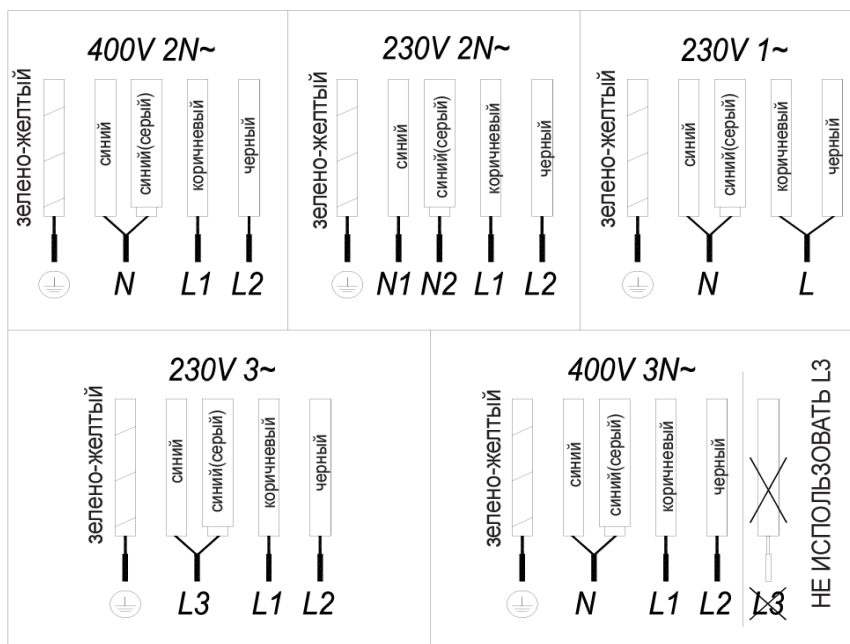 400V 2N~
зелено-желтый
синий
синий(серый)
коричневый
черный
N
L1
L2
230V 2N~
зелено-желтый
синий
синий(серый)
коричневый
черный
N1
N2
L1
L2
230V 1~
зелено-желтый
синий
синий(серый)
коричневый
черный
N
L
230V 3~
зелено-желтый
синий
синий(серый)
коричневый
черный
L3
L1
L2
400V 3N~
зелено-желтый
синий
синий(серый)
коричневый
черный
N
L1
L2
L3
НЕ ИСПОЛЬЗОВАТЬ L3